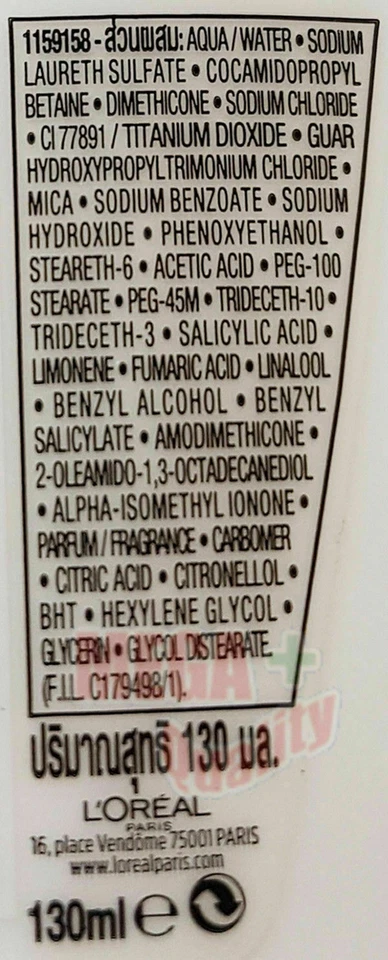 1159158 - ส่วนผสม: AQUA / WATER • SODIUM
LAURETH SULFATE • COCAMIDOPROPYL
BETAINE • DIMETHICONE • SODIUM CHLORIDE
• CI 77891 / TITANIUM DIOXIDE • GUAR
HYDROXYPROPYLTRIMONIUM CHLORIDE •
MICA • SODIUM BENZOATE • SODIUM
HYDROXIDE • PHENOXYETHANOL •
STEARETH-6 • ACETIC ACID • PEG-100
STEARATE • PEG-45M • TRIDECETH-10 •
TRIDECETH-3 • SALICYLIC ACID •
LIMONENE • FUMARIC ACID • LINALOOL
• BENZYL ALCOHOL • BENZYL
SALICYLATE • AMODIMETHICONE •
2-OLEAMIDO-1,3-OCTADECANEDIOL
• ALPHA-ISOMETHYL IONONE •
PARFUM / FRAGRANCE • CARBOMER
• CITRIC ACID • CITRONELLOL •
BHT • HEXYLENE GLYCOL •
GLYCERIN • GLYCOL DISTEARATE.
(F.I.L. C179498/1).
ปริมาณสุทธิ 130 มล.
L'ORÉAL
PARIS
16, place Vendôme 75001 PARIS
www.lorealparis.com
130ml e
Quality